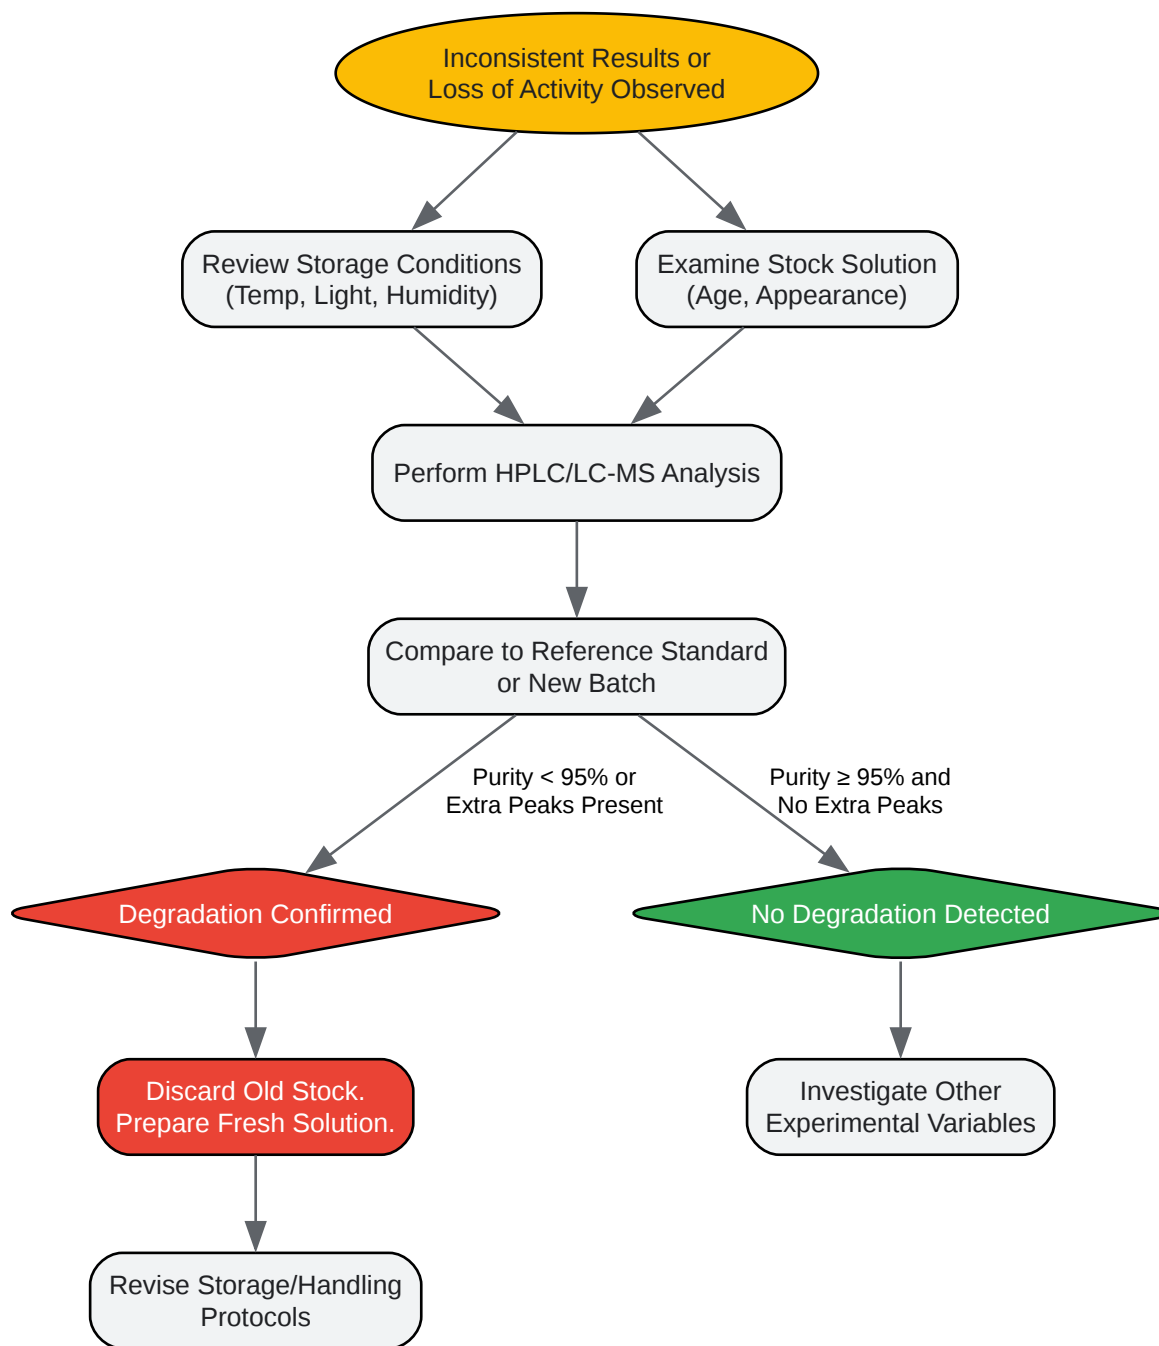 Inconsistent Results or
Loss of Activity Observed
Review Storage Conditions
(Temp, Light, Humidity)
Examine Stock Solution
(Age, Appearance)
Perform HPLC/LC-MS Analysis
Compare to Reference Standard
or New Batch
Purity < 95% or
Extra Peaks Present
Purity ≥ 95% and
No Extra Peaks
Degradation Confirmed
No Degradation Detected
Discard Old Stock.
Prepare Fresh Solution.
Investigate Other
Experimental Variables
Revise Storage/Handling
Protocols